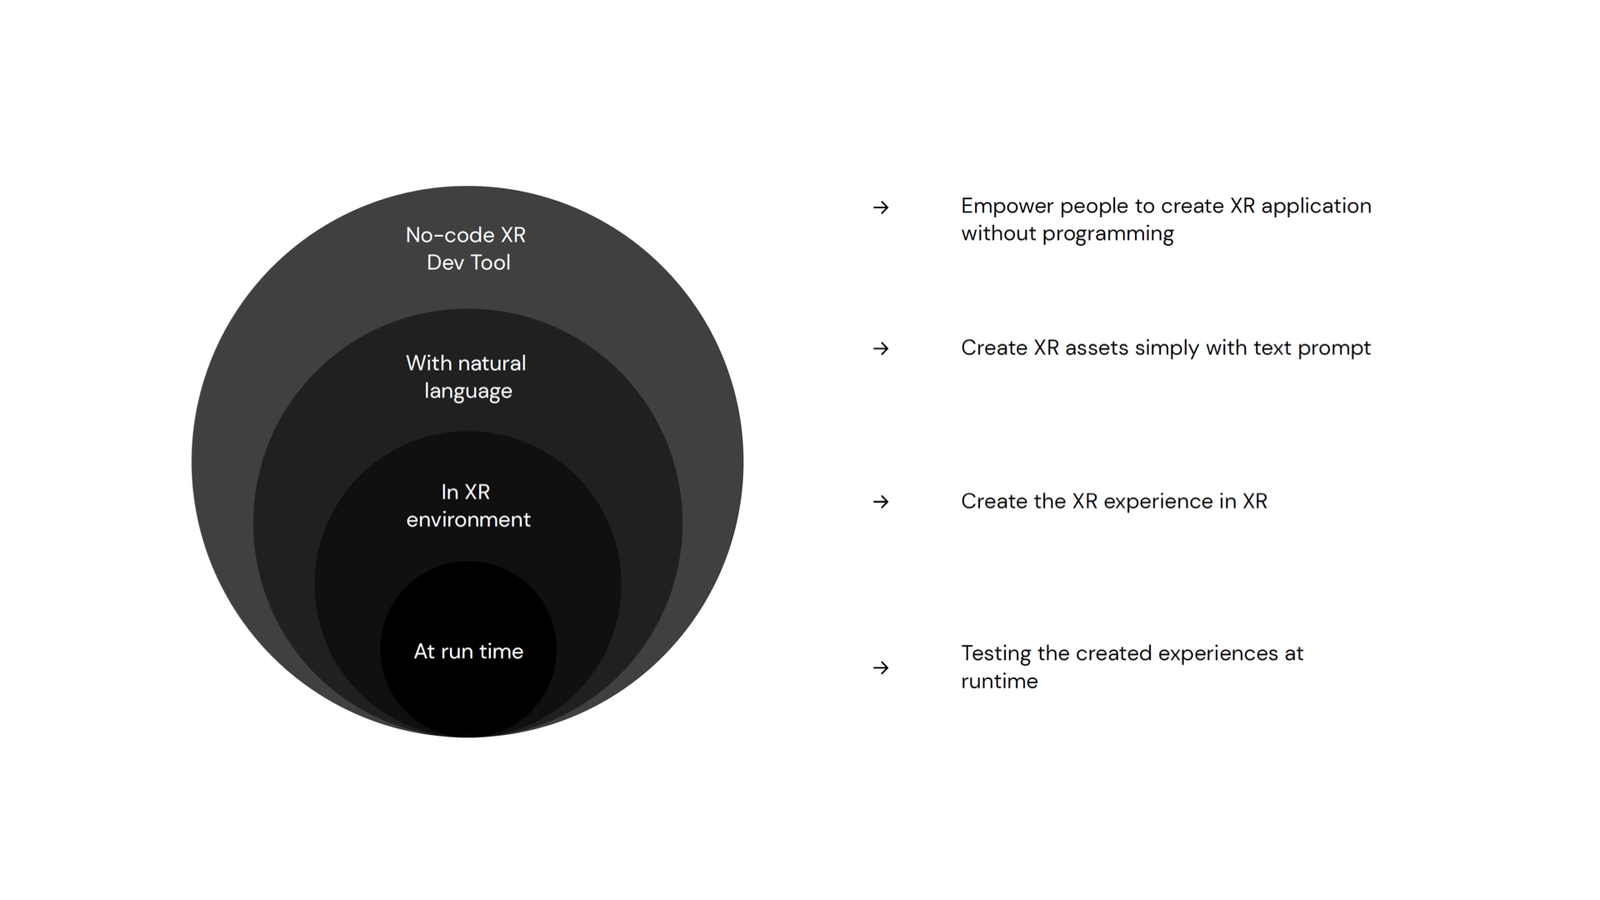 No-code XR
Dev Tool
→ Empower people to create XR application
without programming
With natural
language
→ Create XR assets simply with text prompt
In XR
environment
→ Create the XR experience in XR
At run time
→ Testing the created experiences at
runtime